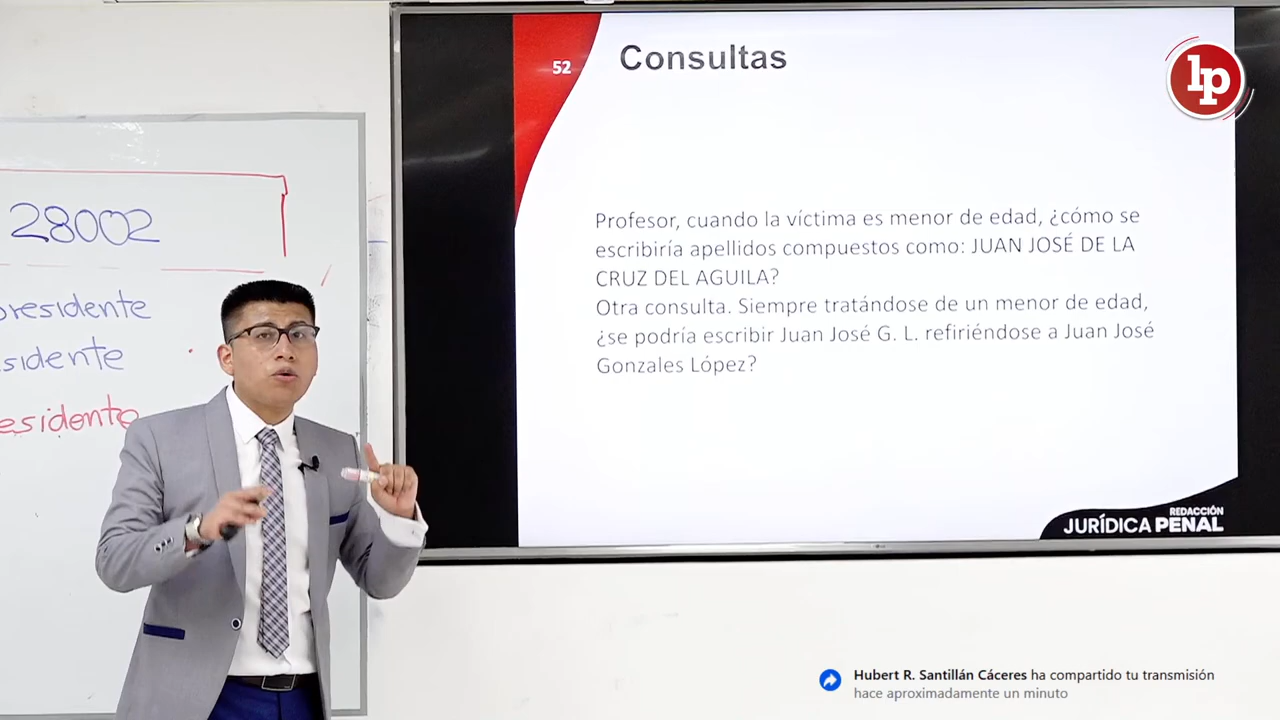 52
Consultas
lp
Profesor, cuando la víctima es menor de edad, ¿cómo se
escribiría apellidos compuestos como: JUAN JOSÉ DE LA
CRUZ DEL AGUILA?
Otra consulta. Siempre tratándose de un menor de edad,
¿se podría escribir Juan José G. L. refiriéndose a Juan José
Gonzales López?
REDACCIÓN
JURÍDICA PENAL
28002
presidente
sidente
esidente
Hubert R. Santillán Cáceres ha compartido tu transmisión
hace aproximadamente un minuto